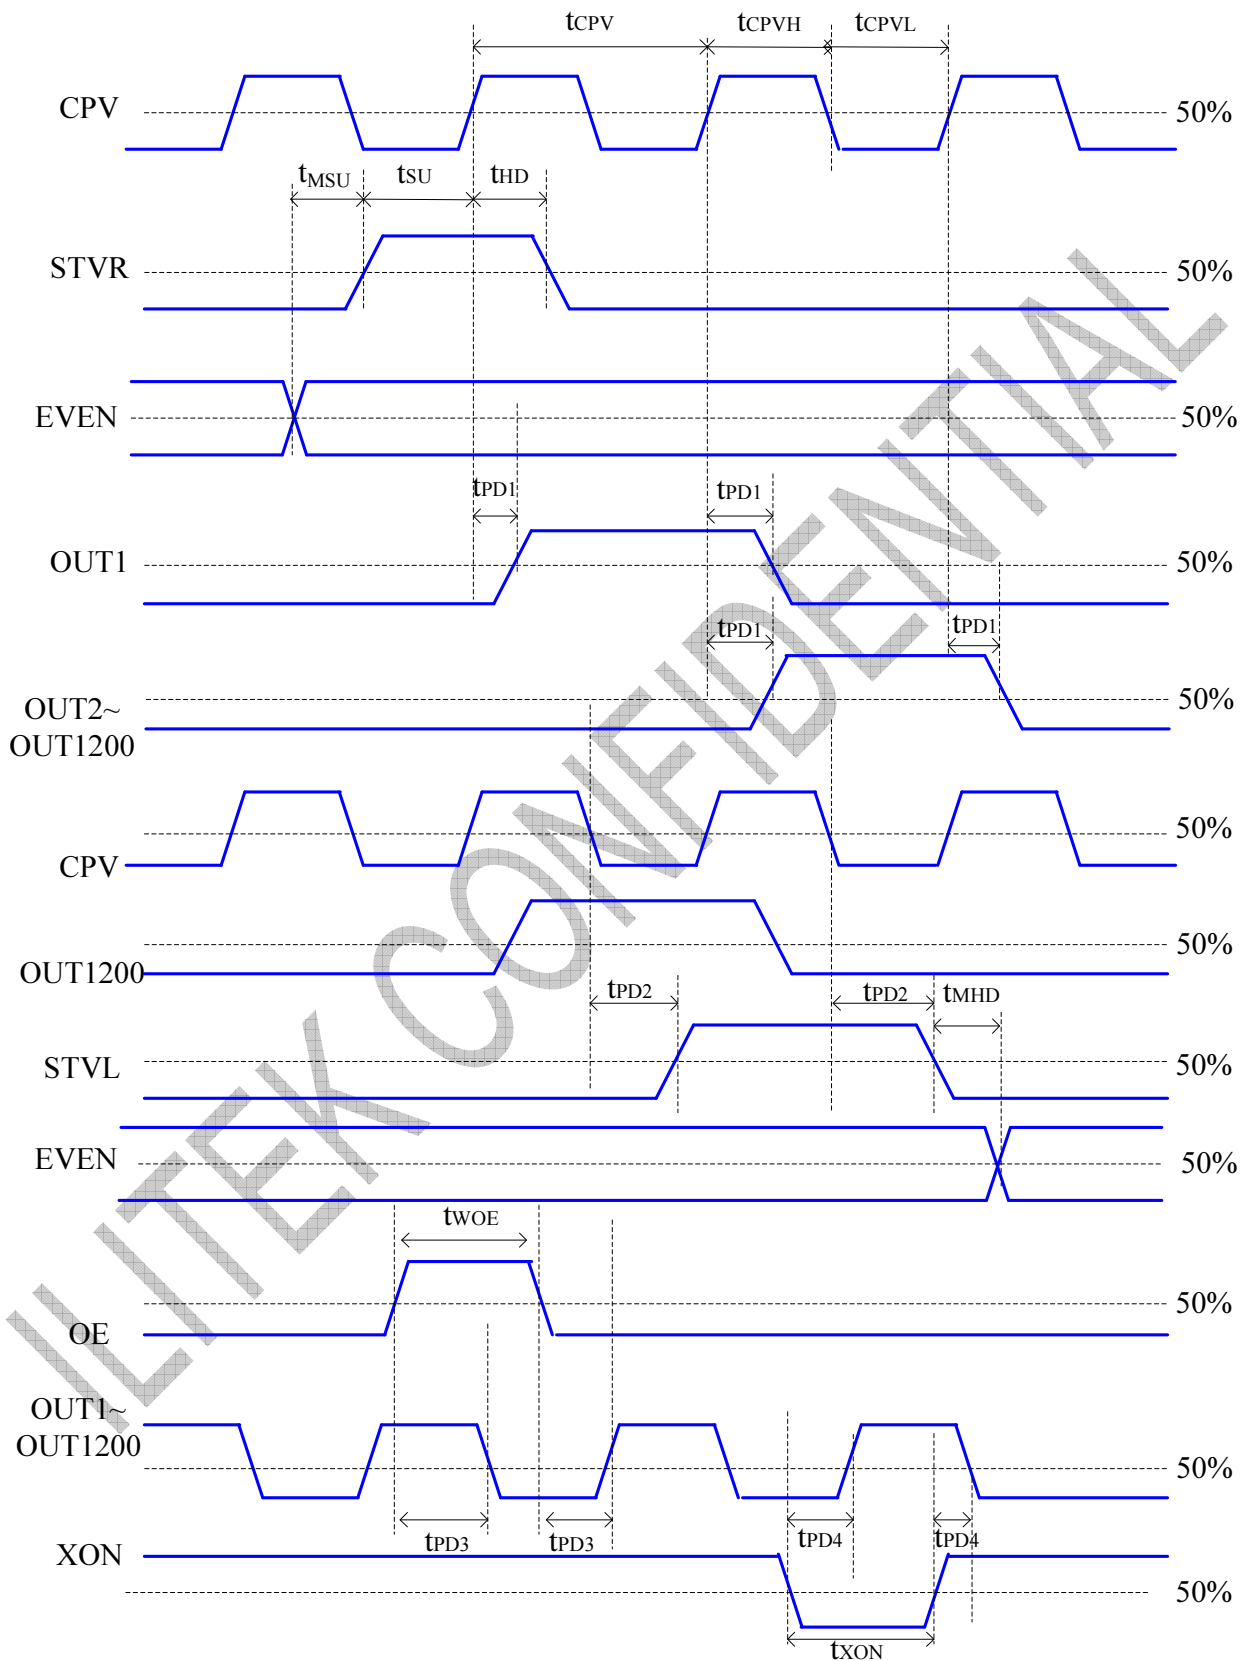 tCPV tCPVH tCPVL
CPV 50%
tMSU tSU tHD
STVR 50%
EVEN 50%
tPD1 tPD1
OUT1 50%
tPD1 tPD1
OUT2~
OUT1200
50%
CPV 50%
OUT1200 50%
tPD2 tPD2 tMHD
STVL 50%
EVEN 50%
tWOE
OE 50%
OUT1~
OUT1200
50%
tPD3 tPD3 tPD4 tPD4
XON 50%
tXON
ILITEK CONFIDENTIAL